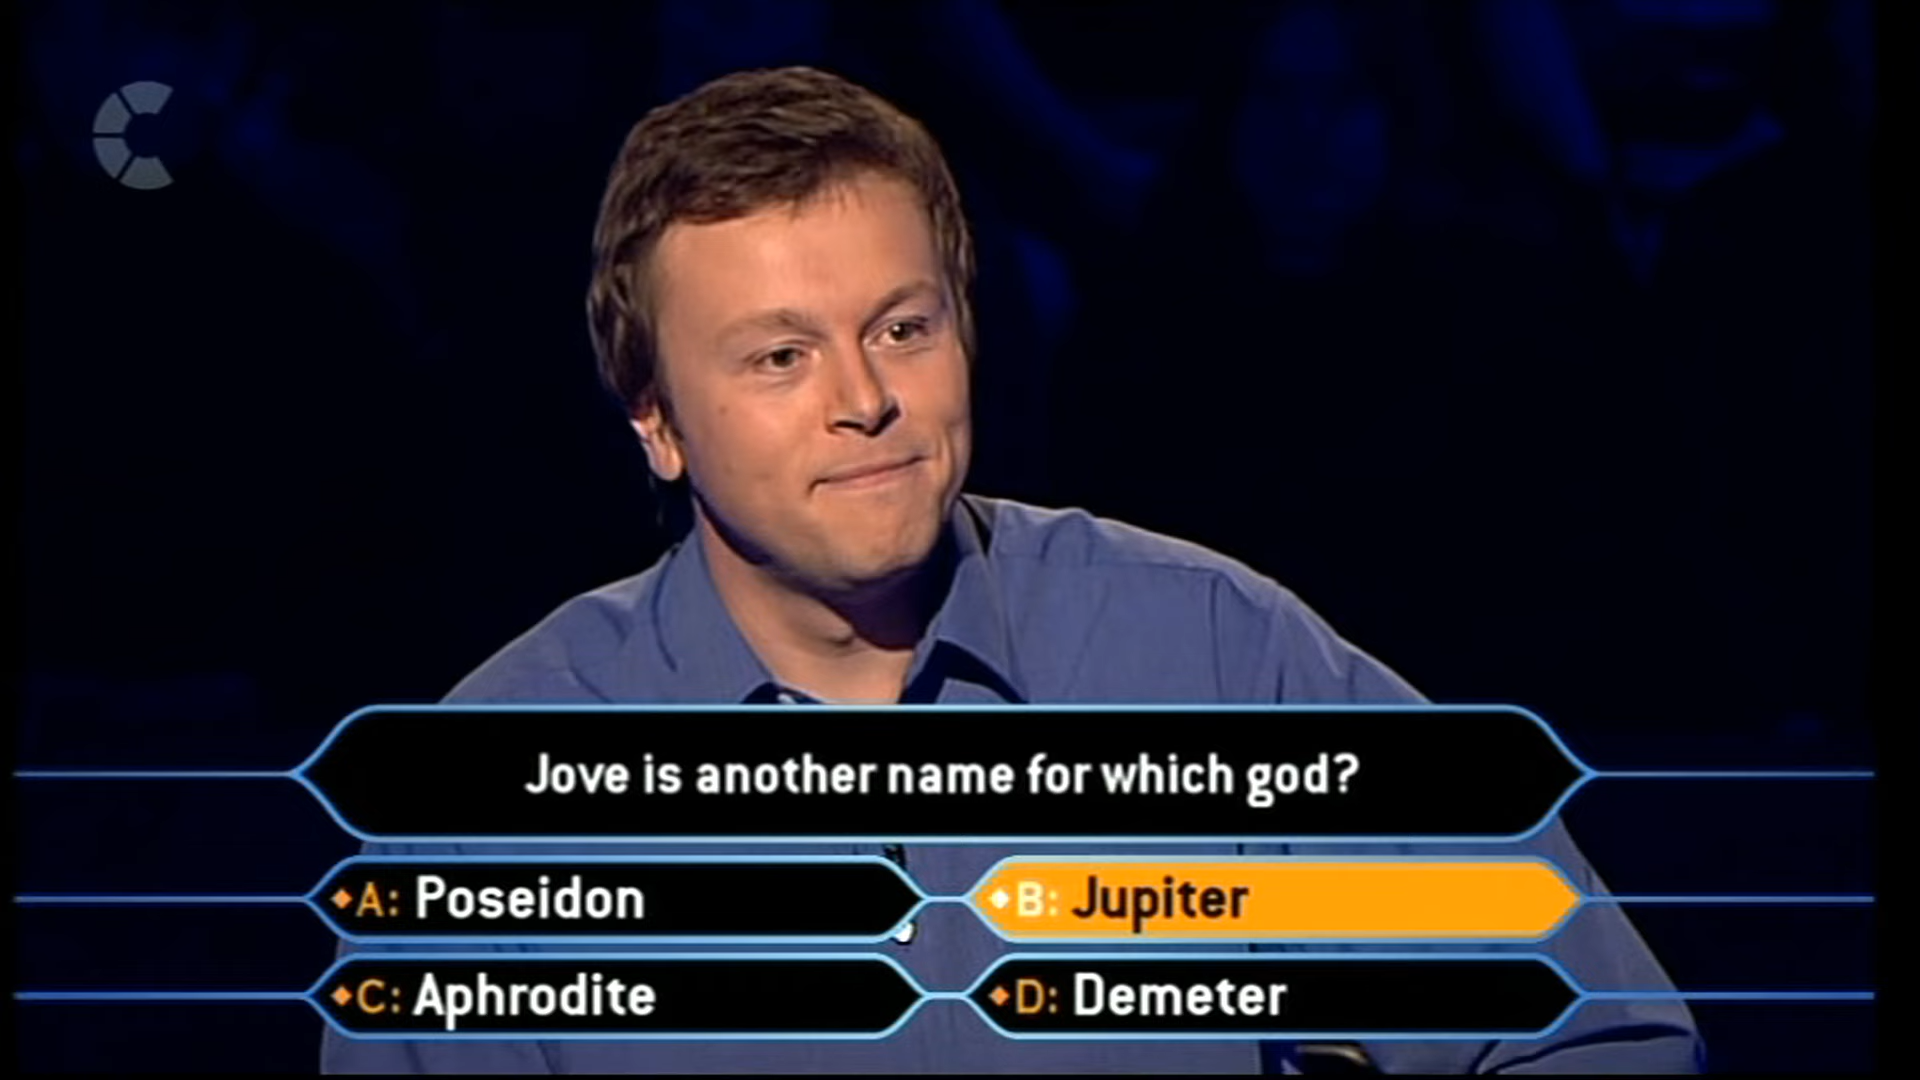 Jove is another name for which god?
A: Poseidon
B: Jupiter
C: Aphrodite
D: Demeter